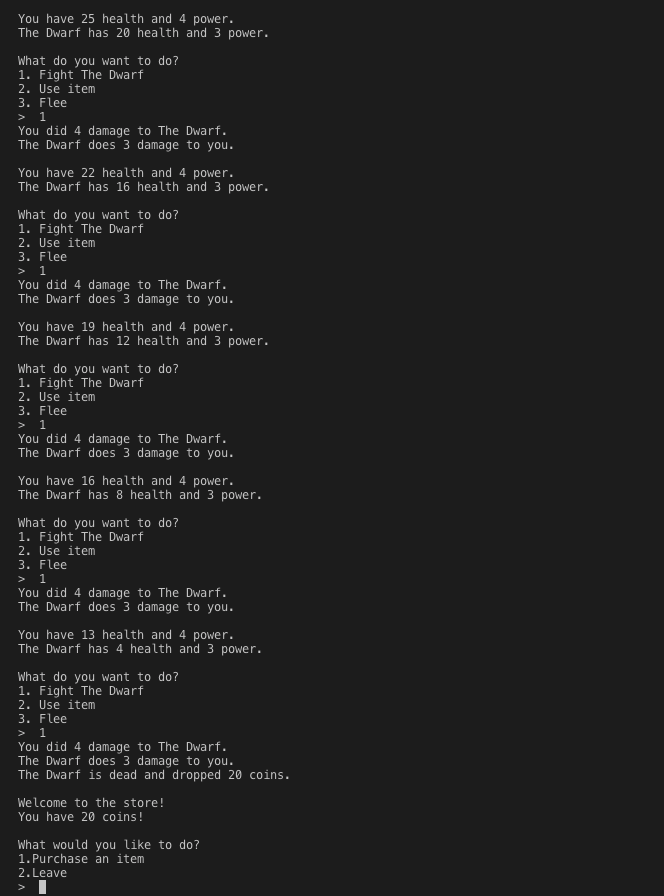 You have 25 health and 4 power.
The Dwarf has 20 health and 3 power.
What do you want to do?
1. Fight The Dwarf
2. Use item
3. Flee
>  1
You did 4 damage to The Dwarf.
The Dwarf does 3 damage to you.
You have 22 health and 4 power.
The Dwarf has 16 health and 3 power.
What do you want to do?
1. Fight The Dwarf
2. Use item
3. Flee
>  1
You did 4 damage to The Dwarf.
The Dwarf does 3 damage to you.
You have 19 health and 4 power.
The Dwarf has 12 health and 3 power.
What do you want to do?
1. Fight The Dwarf
2. Use item
3. Flee
>  1
You did 4 damage to The Dwarf.
The Dwarf does 3 damage to you.
You have 16 health and 4 power.
The Dwarf has 8 health and 3 power.
What do you want to do?
1. Fight The Dwarf
2. Use item
3. Flee
>  1
You did 4 damage to The Dwarf.
The Dwarf does 3 damage to you.
You have 13 health and 4 power.
The Dwarf has 4 health and 3 power.
What do you want to do?
1. Fight The Dwarf
2. Use item
3. Flee
>  1
You did 4 damage to The Dwarf.
The Dwarf does 3 damage to you.
The Dwarf is dead and dropped 20 coins.
Welcome to the store!
You have 20 coins!
What would you like to do?
1.Purchase an item
2.Leave
>